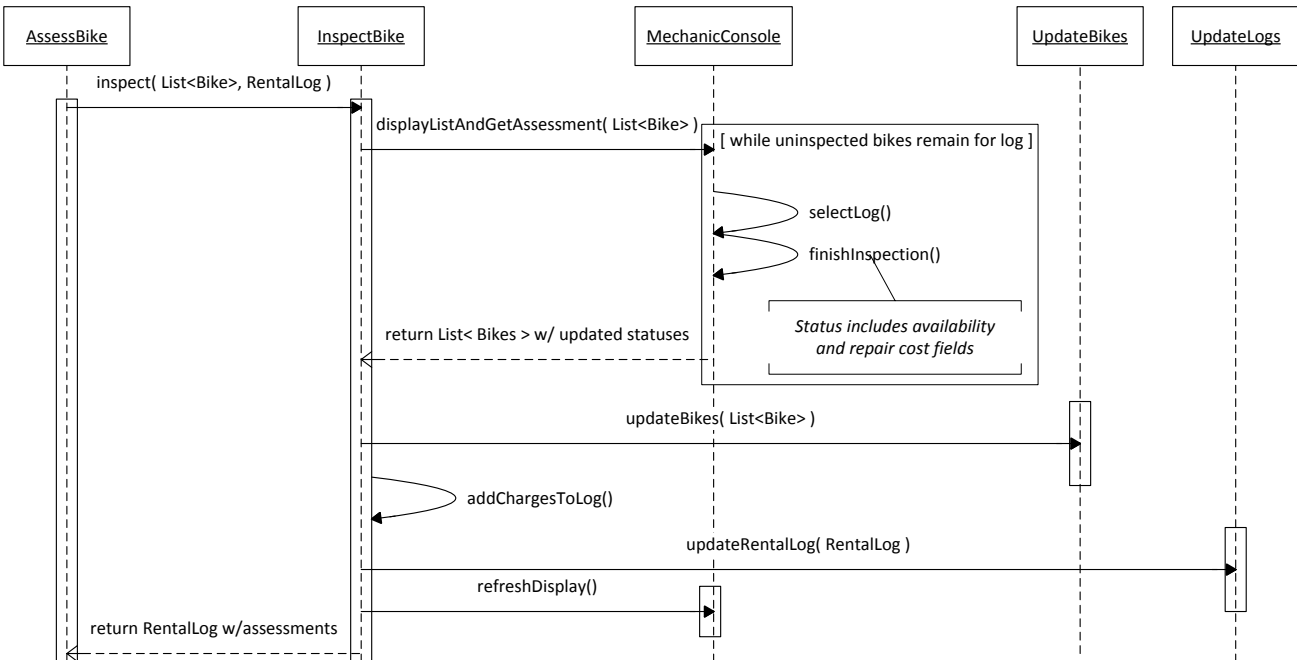 AssessBike
InspectBike
MechanicConsole
UpdateBikes
UpdateLogs
inspect( List<Bike>, RentalLog )
displayListAndGetAssessment( List<Bike> )
[ while uninspected bikes remain for log ]
selectLog()
finishInspection()
Status includes availability
and repair cost fields
return List< Bikes > w/ updated statuses
updateBikes( List<Bike> )
addChargesToLog()
updateRentalLog( RentalLog )
refreshDisplay()
return RentalLog w/assessments